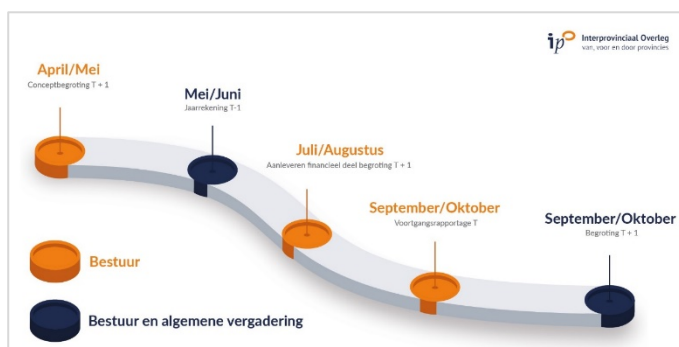 ipo Interprovinciaal Overleg
van, voor en door provincies
April/Mei
Conceptbegroting T + 1
Mei/Juni
Jaarrekening T-1
Juli/Augustus
Aanleveren financieel deel begroting T + 1
September/Oktober
Voortgangsrapportage T
September/Oktober
Begroting T + 1
Bestuur
Bestuur en algemene vergadering